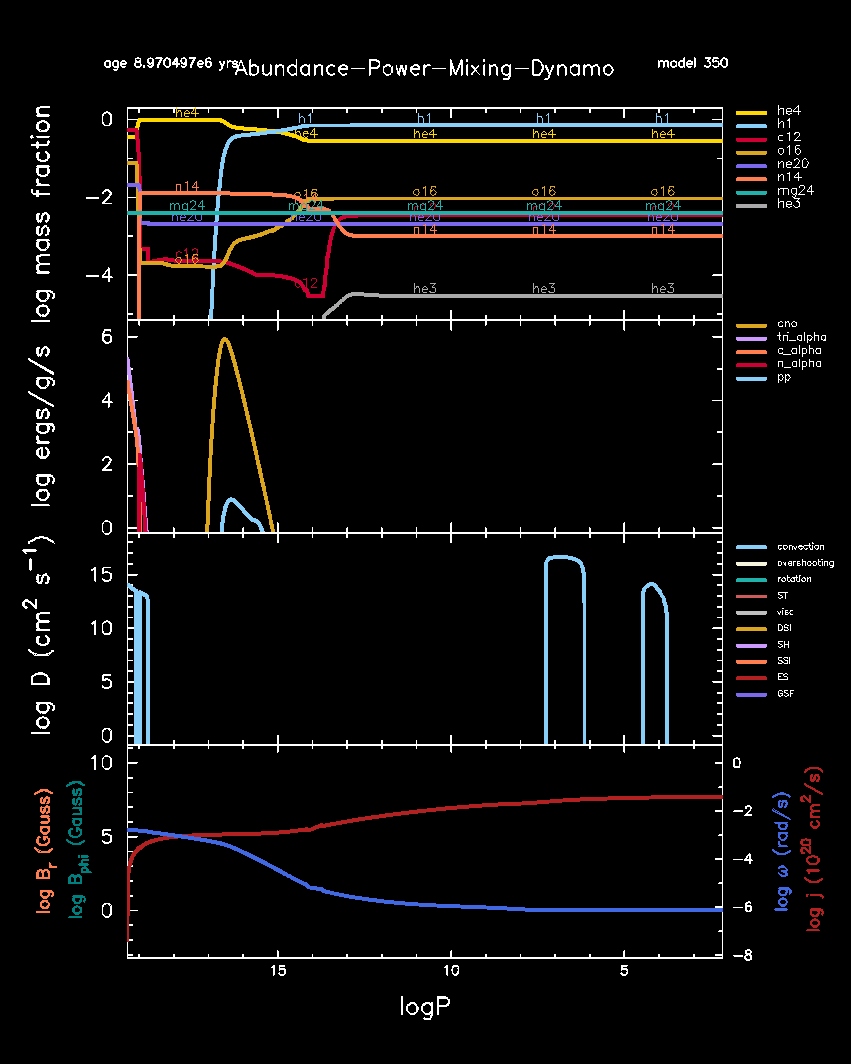 age 8.970497e6 yrs Abundance-Power-Mixing-Dynamo model 350
log mass fraction
0
-2
-4
he4
h1
h1
h1
h1
he4
he4
he4
he4
n14
o16
o16
o16
o16
mg24
mg24
mg24
mg24
mg24
ne20
ne20
ne20
ne20
ne20
n14
n14
n14
c12
o16
c12
he3
he3
he3
he4
h1
c12
o16
ne20
n14
mg24
he3
log ergs/g/s
6
4
2
0
cno
tri_alpha
c_alpha
n_alpha
pp
log D (cm² s⁻¹)
15
10
5
0
convection
overshooting
rotation
ST
visc
DSI
SH
SSI
ES
GSF
log Br (Gauss)
log Bphi (Gauss)
10
5
0
0
-2
-4
-6
-8
log ω (rad/s)
log j (10²⁰ cm²/s)
15
10
5
logP